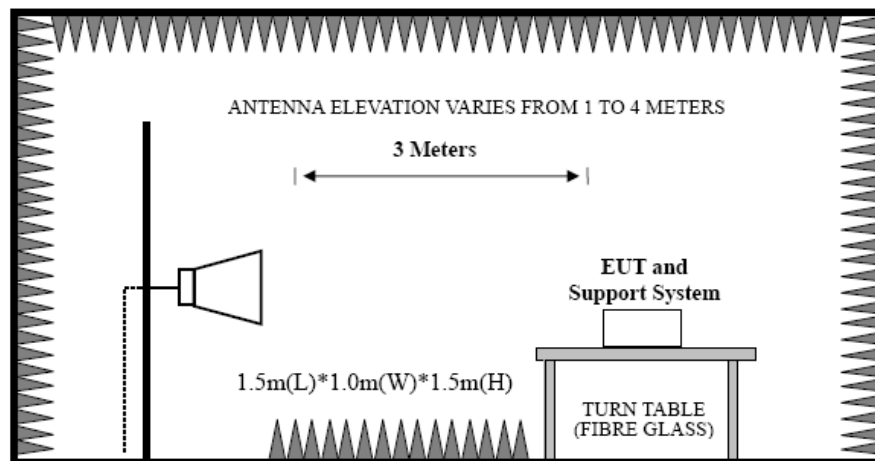 ANTENNA ELEVATION VARIES FROM 1 TO 4 METERS
3 Meters
EUT and
Support System
1.5m(L)*1.0m(W)*1.5m(H)
TURN TABLE
(FIBRE GLASS)